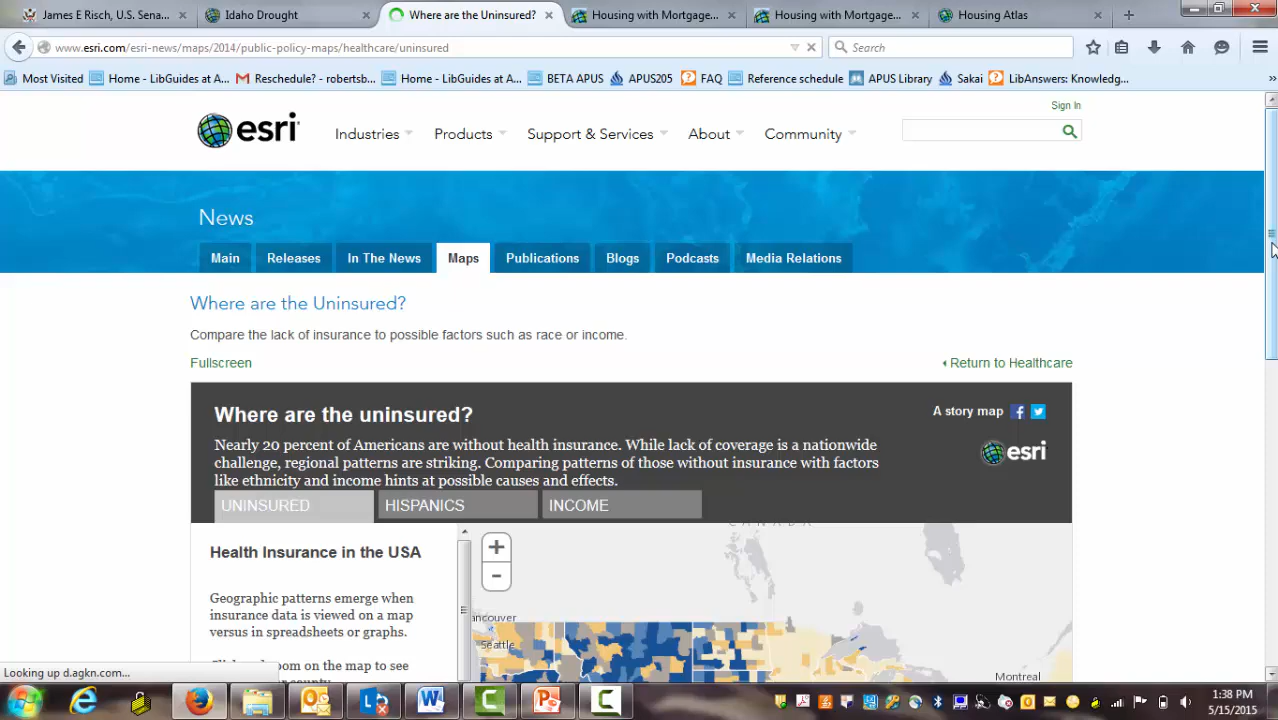 James E Risch, U.S. Sena...
Idaho Drought
Where are the Uninsured?
Housing with Mortgage...
Housing with Mortgage...
Housing Atlas
www.esri.com/esri-news/maps/2014/public-policy-maps/healthcare/uninsured
Search
Most Visited
Home - LibGuides at A...
Reschedule? - robertsb...
Home - LibGuides at A...
BETA APUS
APUS205
FAQ
Reference schedule
APUS Library
Sakai
LibAnswers: Knowledg...
Sign In
esri
Industries
Products
Support & Services
About
Community
News
Main
Releases
In The News
Maps
Publications
Blogs
Podcasts
Media Relations
Where are the Uninsured?
Compare the lack of insurance to possible factors such as race or income.
Fullscreen
Return to Healthcare
Where are the uninsured?
A story map
Nearly 20 percent of Americans are without health insurance. While lack of coverage is a nationwide
challenge, regional patterns are striking. Comparing patterns of those without insurance with factors
like ethnicity and income hints at possible causes and effects.
esri
UNINSURED
HISPANICS
INCOME
CANADA
Health Insurance in the USA
Geographic patterns emerge when
insurance data is viewed on a map
versus in spreadsheets or graphs.
on the map to see
ncouver
Seattle
Montreal
Looking up d.agkn.com...
1:38 PM
5/15/2015